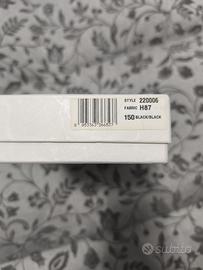 STYLE 220006
FABRIC H87
150 BLACK/BLACK
subito